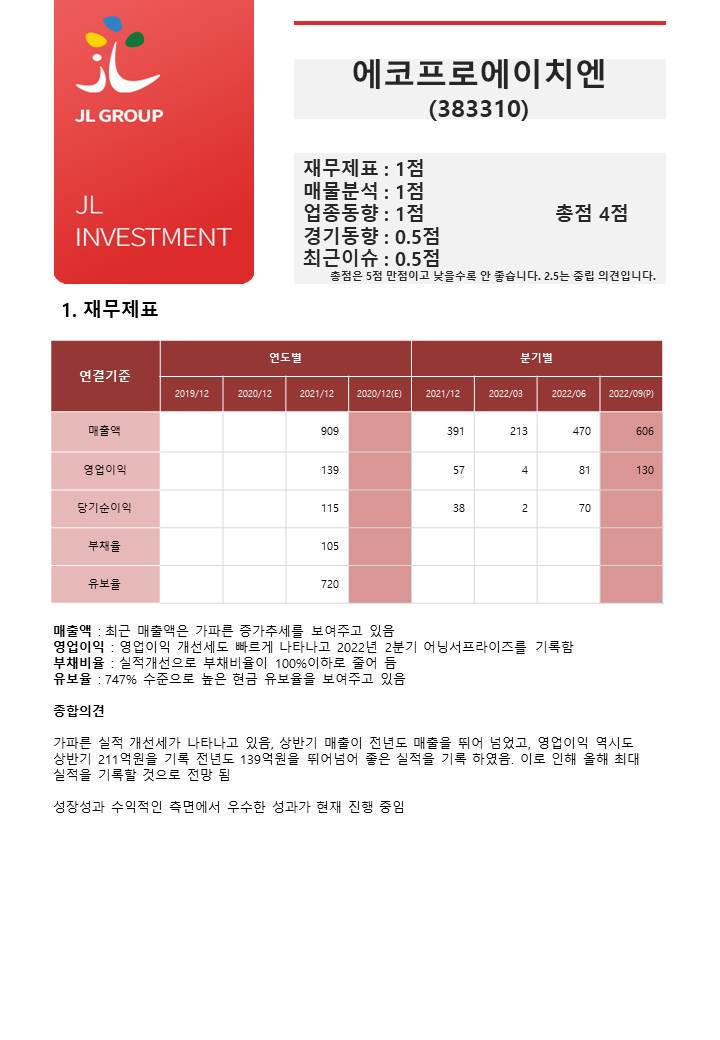 JL GROUP
JL
INVESTMENT
에코프로에이치엔
(383310)
재무제표 : 1점
매물분석 : 1점
업종동향 : 1점 총점 4점
경기동향 : 0.5점
최근이슈 : 0.5점
총점은 5점 만점이고 낮을수록 안 좋습니다. 2.5는 중립 의견입니다.
1. 재무제표
연결기준 연도별 분기별
2019/12 2020/12 2021/12 2020/12(E) 2021/12 2022/03 2022/06 2022/09(P)
매출액 909 391 213 470 606
영업이익 139 57 4 81 130
당기순이익 115 38 2 70
부채율 105
유보율 720
매출액 : 최근 매출액은 가파른 증가추세를 보여주고 있음
영업이익 : 영업이익 개선세도 빠르게 나타나고 2022년 2분기 어닝서프라이즈를 기록함
부채비율 : 실적개선으로 부채비율이 100%이하로 줄어 듬
유보율 : 747% 수준으로 높은 현금 유보율을 보여주고 있음
종합의견
가파른 실적 개선세가 나타나고 있음, 상반기 매출이 전년도 매출을 뛰어 넘었고, 영업이익 역시도
상반기 211억원을 기록 전년도 139억원을 뛰어넘어 좋은 실적을 기록 하였음. 이로 인해 올해 최대
실적을 기록할 것으로 전망 됨
성장성과 수익적인 측면에서 우수한 성과가 현재 진행 중임